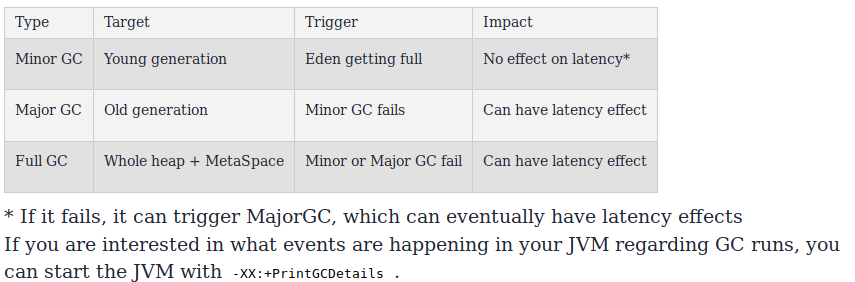 Type Target Trigger Impact
Minor GC Young generation Eden getting full No effect on latency*
Major GC Old generation Minor GC fails Can have latency effect
Full GC Whole heap + MetaSpace Minor or Major GC fail Can have latency effect
* If it fails, it can trigger MajorGC, which can eventually have latency effects
If you are interested in what events are happening in your JVM regarding GC runs, you
can start the JVM with -XX:+PrintGCDetails .